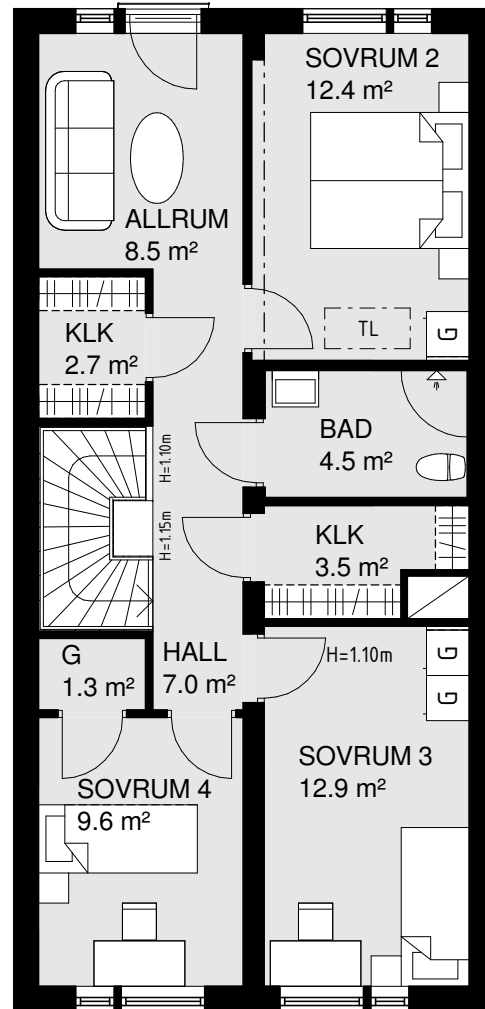 SOVRUM 2
12.4 m²
ALLRUM
8.5 m²
TL
G
KLK
2.7 m²
BAD
4.5 m²
H=1.10m
H=1.15m
KLK
3.5 m²
G
1.3 m²
HALL
7.0 m²
H=1.10m
G
G
SOVRUM 3
12.9 m²
SOVRUM 4
9.6 m²